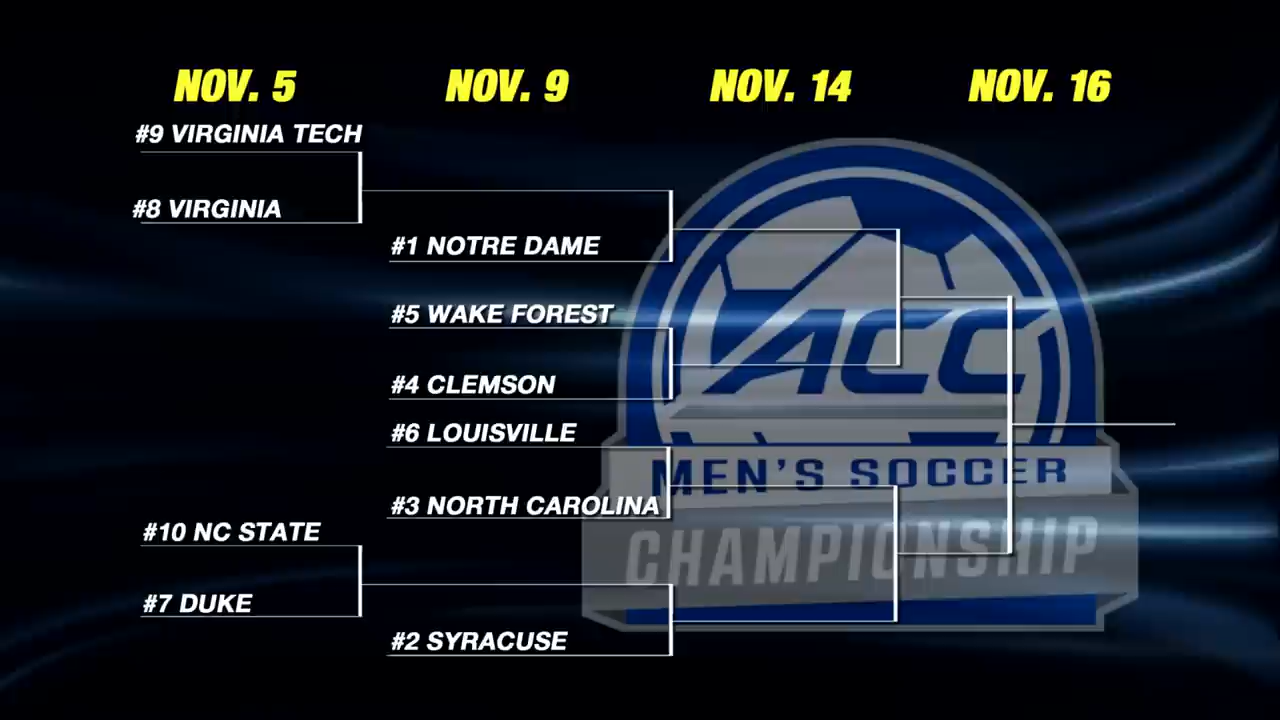 NOV. 5
NOV. 9
NOV. 14
NOV. 16
#9 VIRGINIA TECH
#8 VIRGINIA
#1 NOTRE DAME
#5 WAKE FOREST
#4 CLEMSON
#6 LOUISVILLE
#3 NORTH CAROLINA
#10 NC STATE
#7 DUKE
#2 SYRACUSE
ACC
MEN'S SOCCER
CHAMPIONSHIP